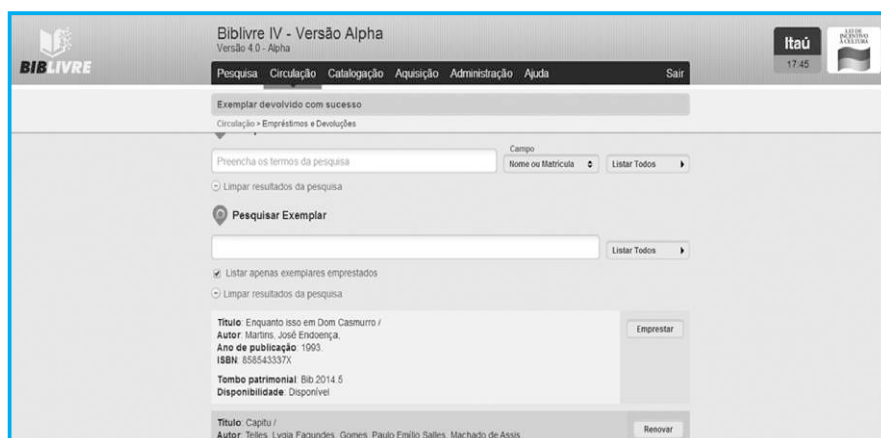 Biblivre IV - Versão Alpha
Versão 4.0 - Alpha
BIBLIVRE
Itaú
17:45
LEI DE
INCENTIVO
À CULTURA
Pesquisa Circulação Catalogação Aquisição Administração Ajuda Sair
Exemplar devolvido com sucesso
Circulação > Empréstimos e Devoluções
Campo
Preencha os termos da pesquisa Nome ou Matrícula Listar Todos
Limpar resultados da pesquisa
Pesquisar Exemplar
Listar Todos
Listar apenas exemplares emprestados
Limpar resultados da pesquisa
Título: Enquanto isso em Dom Casmurro /
Emprestar
Autor: Martins, José Endoença,
Ano de publicação: 1993.
ISBN: 858543337X
Tombo patrimonial: Bib.2014.5
Disponibilidade: Disponível
Título: Capitu /
Renovar
Autor: Telles, Lygia Fagundes, Gomes, Paulo Emílio Salles, Machado de Assis